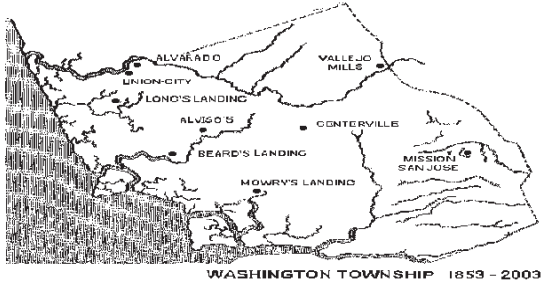 ALVARADO
VALLEJO
MILLS
UNION-CITY
LONG'S LANDING
ALVISO'S
CENTERVILLE
BEARD'S LANDING
MISSION
SAN JOSE
MOWRY'S LANDING
WASHINGTON TOWNSHIP 1853 - 2003